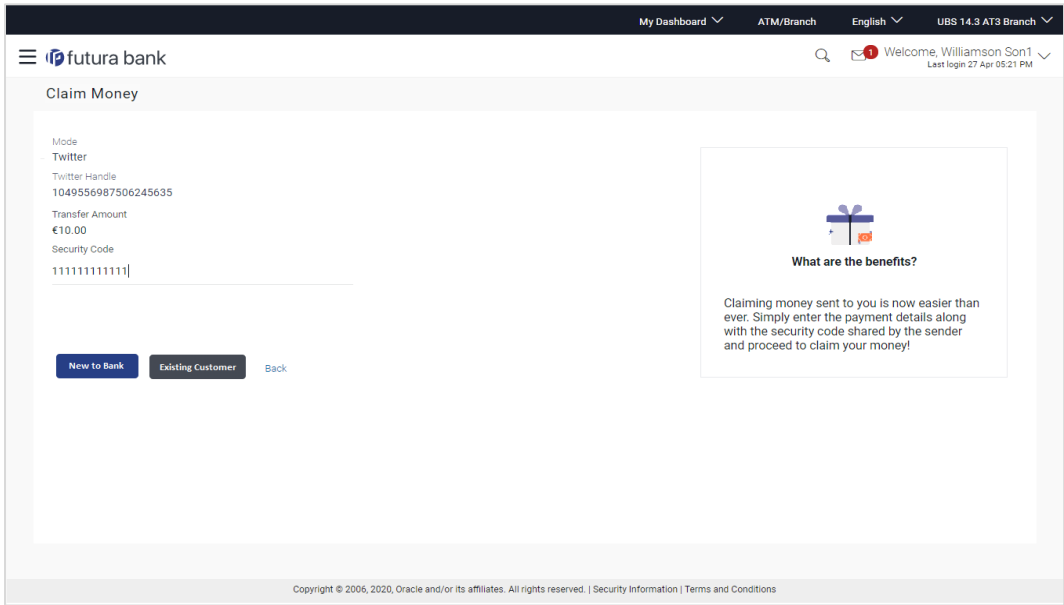 My Dashboard ATM/Branch English UBS 14.3 AT3 Branch
futura bank
1
Welcome, Williamson Son1
Last login 27 Apr 05:21 PM
Claim Money
Mode
Twitter
Twitter Handle
1049556987506245635
Transfer Amount
€10.00
Security Code
111111111111
New to Bank Existing Customer Back
What are the benefits?
Claiming money sent to you is now easier than
ever. Simply enter the payment details along
with the security code shared by the sender
and proceed to claim your money!
Copyright © 2006, 2020, Oracle and/or its affiliates. All rights reserved. | Security Information | Terms and Conditions